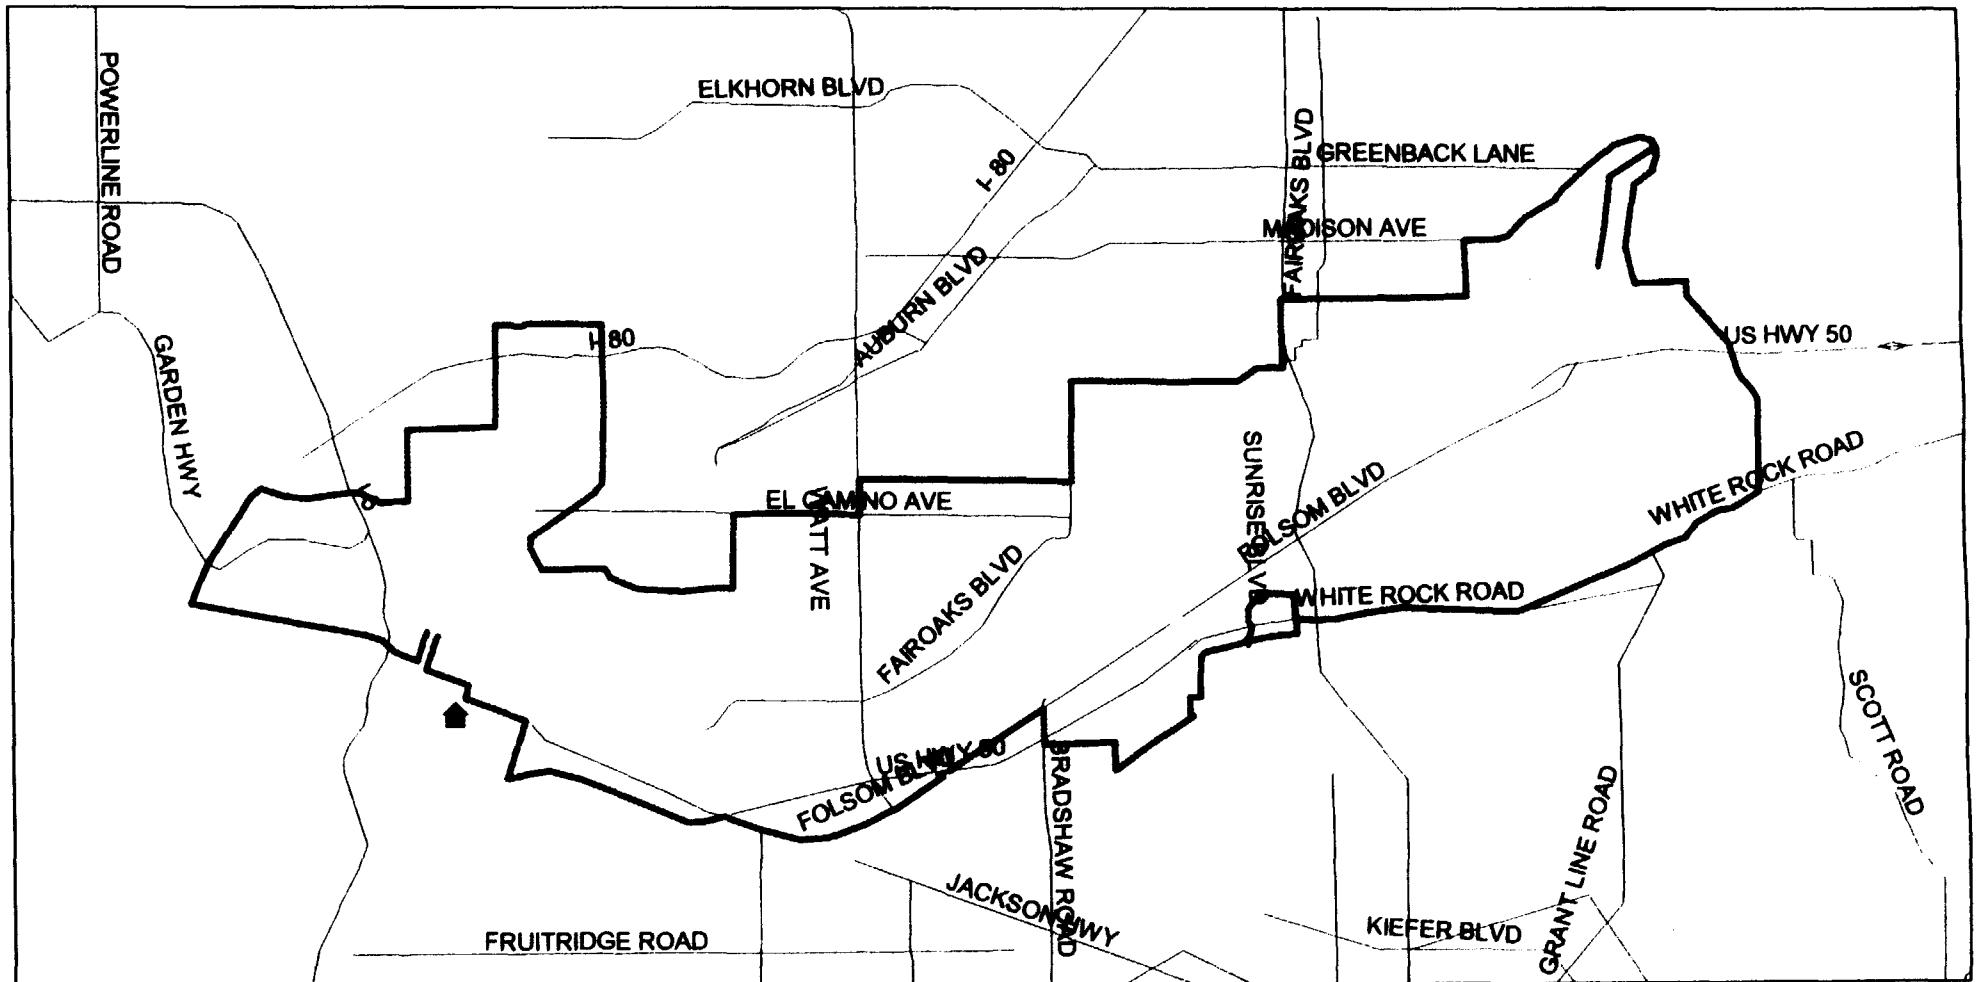 POWERLINE ROAD
ELKHORN BLVD
I- 80
FAIROAKS BLVD
GREENBACK LANE
MADISON AVE
AUBURN BLVD
I- 80
GARDEN HWY
US HWY 50
I-5
EL CAMINO AVE
WATT AVE
SUNRISE BLVD
FOLSOM BLVD
WHITE ROCK ROAD
WHITE ROCK ROAD
FAIROAKS BLVD
US HWY 50
FOLSOM BLVD
BRADSHAW ROAD
SCOTT ROAD
GRANT LINE ROAD
JACKSON HWY
KIEFER BLVD
FRUITRIDGE ROAD